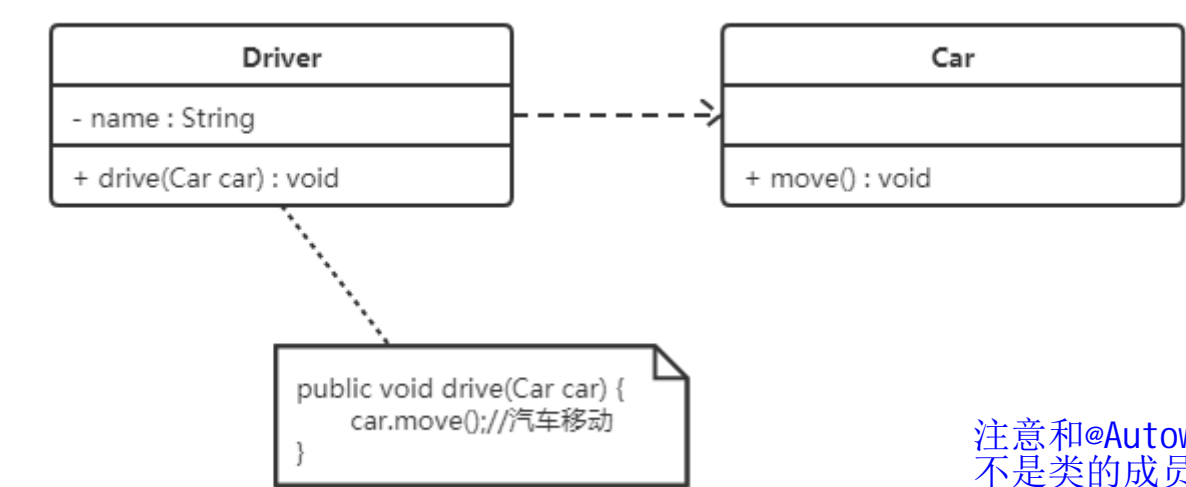 Driver
- name : String
+ drive(Car car) : void
Car
+ move() : void
public void drive(Car car) {
car.move();//汽车移动
}
注意和
不是类的成员